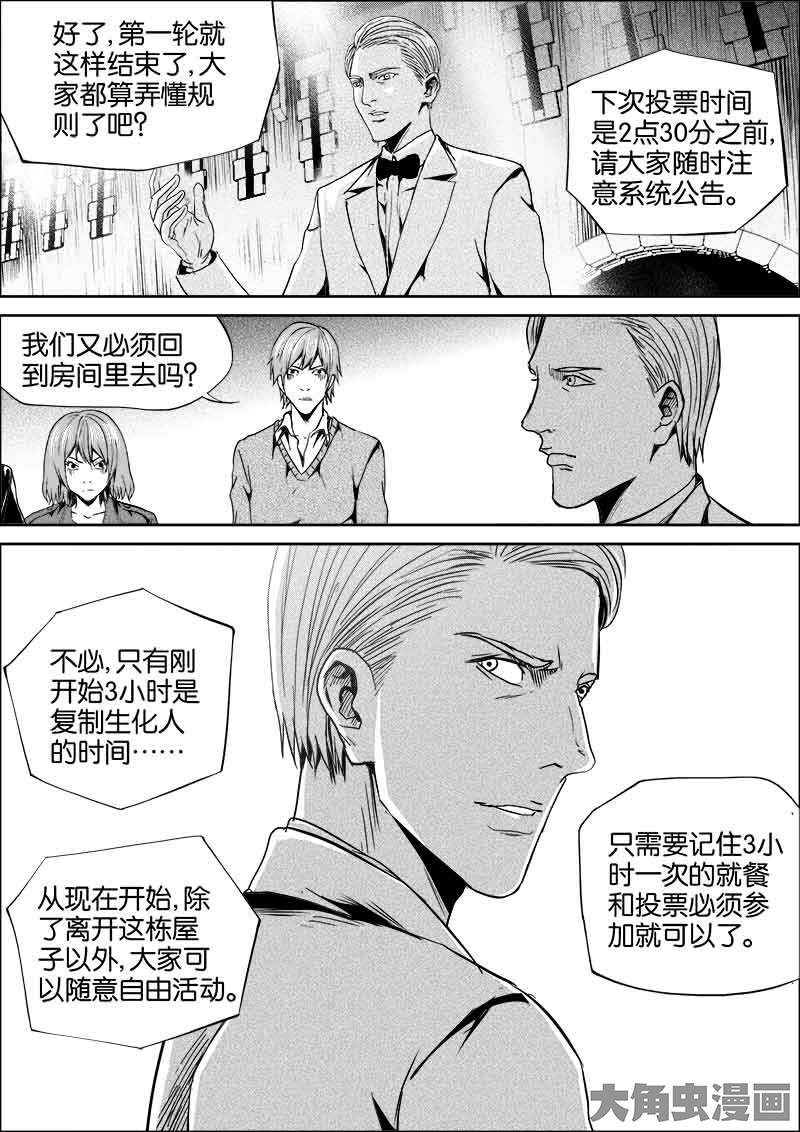 好了，第一轮就
这样结束了，大
家都算弄懂规
则了吧？
下次投票时间
是2点30分之前，
请大家随时注
意系统公告。
我们又必须回
到房间里去吗？
不必，只有刚
开始3小时是
复制生化人
的时间……
从现在开始，除
了离开这栋屋
子以外，大家可
以随意自由活动。
只需要记住3小
时一次的就餐
和投票必须参
加就可以了。
大角虫漫画